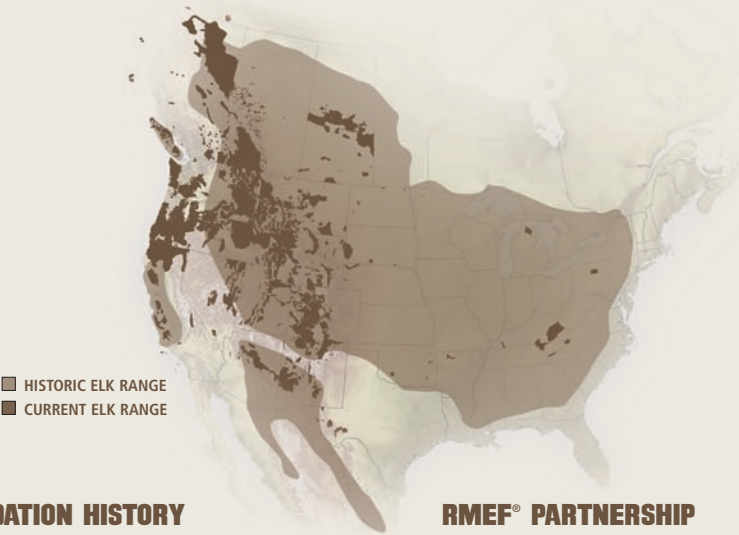 HISTORIC ELK RANGE
CURRENT ELK RANGE
DATION HISTORY
RMEF® PARTNERSHIP